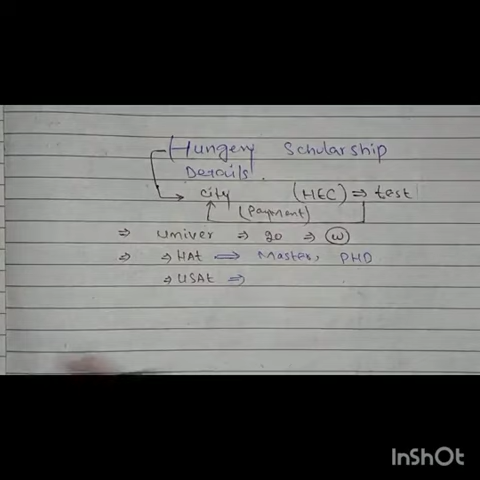 Hungery Scholarship
Details.
city (HEC) ⇒ test
(payment)
⇒ univer ⇒ 20 ⇒ W
⇒ → HAt ⟺ Master, PHD
→ USAt ⇒
InShOt